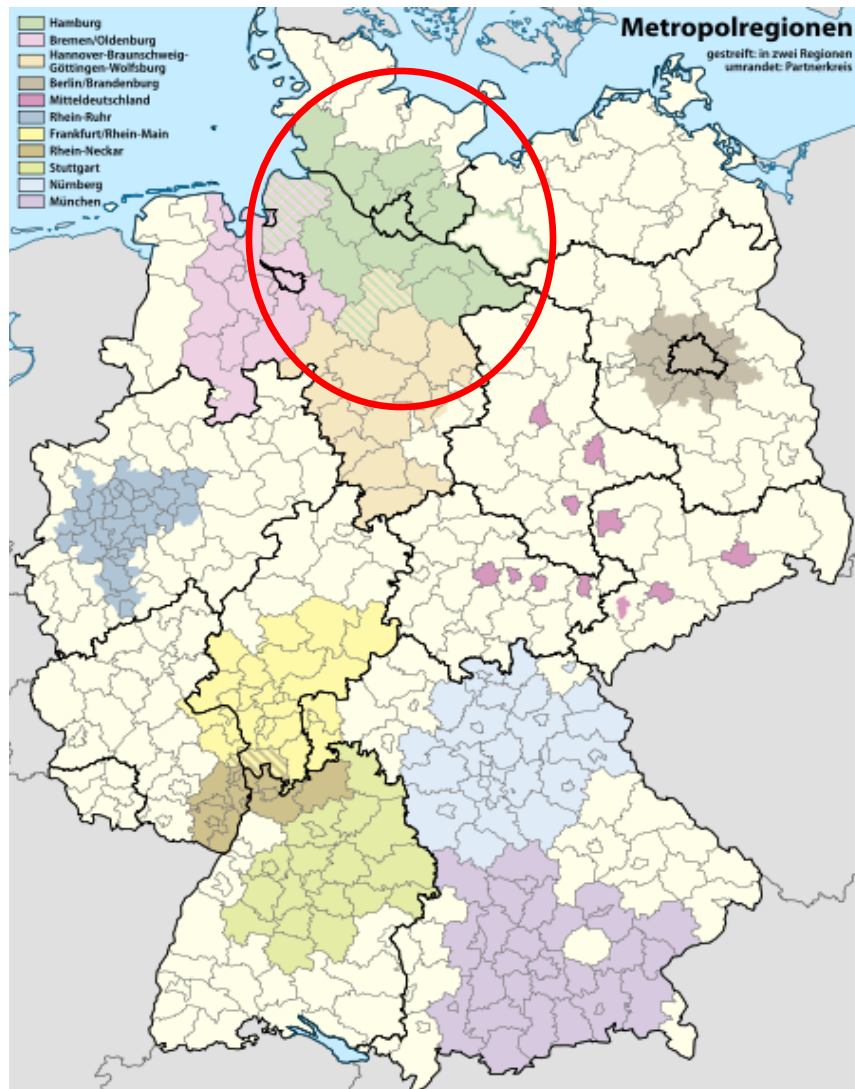 Metropolregionen
gestreift: in zwei Regionen
umrandet: Partnerkreis
Hamburg
Bremen/Oldenburg
Hannover-Braunschweig-
Göttingen-Wolfsburg
Berlin/Brandenburg
Mitteldeutschland
Rhein-Ruhr
Frankfurt/Rhein-Main
Rhein-Neckar
Stuttgart
Nürnberg
München